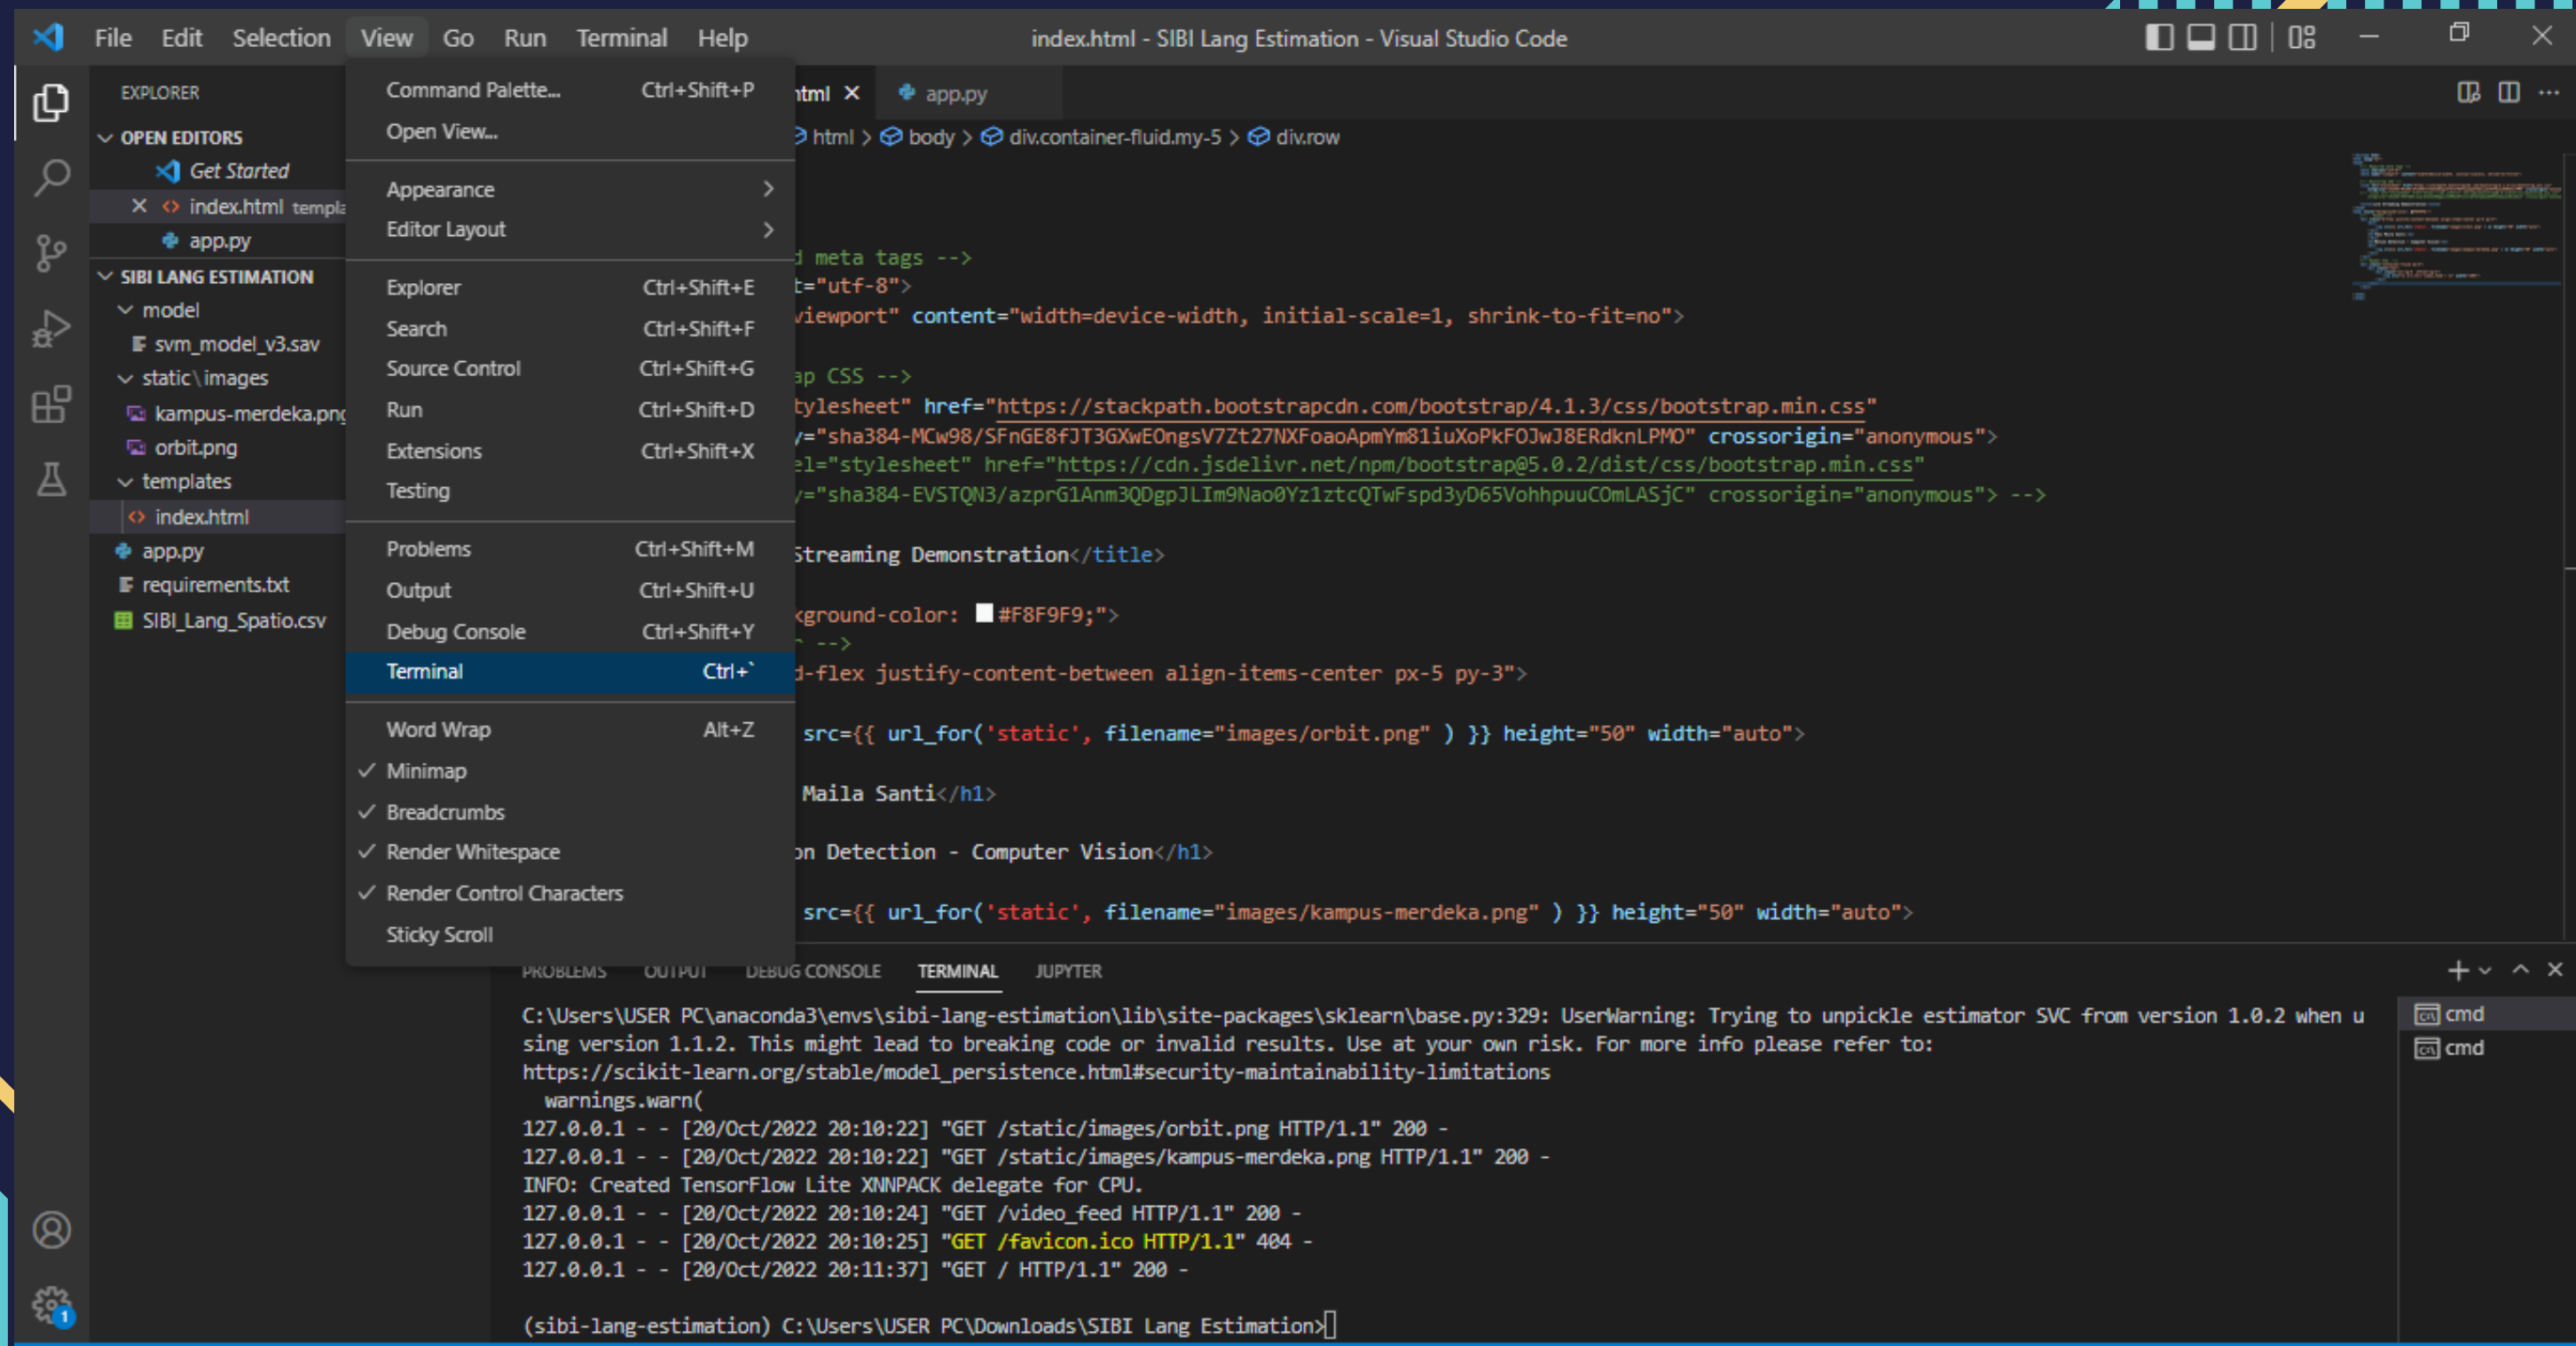 File Edit Selection View Go Run Terminal Help
index.html - SIBI Lang Estimation - Visual Studio Code
EXPLORER
OPEN EDITORS
Get Started
index.html templa
app.py
SIBI LANG ESTIMATION
model
svm_model_v3.sav
static\images
kampus-merdeka.png
orbit.png
templates
index.html
app.py
requirements.txt
SIBI_Lang_Spatio.csv
1
Command Palette... Ctrl+Shift+P
Open View...
Appearance
Editor Layout
Explorer Ctrl+Shift+E
Search Ctrl+Shift+F
Source Control Ctrl+Shift+G
Run Ctrl+Shift+D
Extensions Ctrl+Shift+X
Testing
Problems Ctrl+Shift+M
Output Ctrl+Shift+U
Debug Console Ctrl+Shift+Y
Terminal Ctrl+`
Word Wrap Alt+Z
Minimap
Breadcrumbs
Render Whitespace
Render Control Characters
Sticky Scroll
html app.py
html > body > div.container-fluid.my-5 > div.row
d meta tags -->
t="utf-8">
viewport" content="width=device-width, initial-scale=1, shrink-to-fit=no">
ap CSS -->
tylesheet" href="https://stackpath.bootstrapcdn.com/bootstrap/4.1.3/css/bootstrap.min.css"
y="sha384-MCw98/SFnGE8fJT3GXwEOngsV7Zt27NXFoaoApmYm81iuXoPkFOJwJ8ERdknLPMO" crossorigin="anonymous">
el="stylesheet" href="https://cdn.jsdelivr.net/npm/bootstrap@5.0.2/dist/css/bootstrap.min.css"
y="sha384-EVSTQN3/azprG1Anm3QDgpJLIm9Nao0Yz1ztcQTwFspd3yD65VohhpuuCOmLASjC" crossorigin="anonymous"> -->
Streaming Demonstration</title>
kground-color: #F8F9F9;">
r -->
d-flex justify-content-between align-items-center px-5 py-3">
src={{ url_for('static', filename="images/orbit.png" ) }} height="50" width="auto">
Maila Santi</h1>
on Detection - Computer Vision</h1>
src={{ url_for('static', filename="images/kampus-merdeka.png" ) }} height="50" width="auto">
PROBLEMS OUTPUT DEBUG CONSOLE TERMINAL JUPYTER
C:\Users\USER PC\anaconda3\envs\sibi-lang-estimation\lib\site-packages\sklearn\base.py:329: UserWarning: Trying to unpickle estimator SVC from version 1.0.2 when u
sing version 1.1.2. This might lead to breaking code or invalid results. Use at your own risk. For more info please refer to:
https://scikit-learn.org/stable/model_persistence.html#security-maintainability-limitations
warnings.warn(
127.0.0.1 - - [20/Oct/2022 20:10:22] "GET /static/images/orbit.png HTTP/1.1" 200 -
127.0.0.1 - - [20/Oct/2022 20:10:22] "GET /static/images/kampus-merdeka.png HTTP/1.1" 200 -
INFO: Created TensorFlow Lite XNNPACK delegate for CPU.
127.0.0.1 - - [20/Oct/2022 20:10:24] "GET /video_feed HTTP/1.1" 200 -
127.0.0.1 - - [20/Oct/2022 20:10:25] "GET /favicon.ico HTTP/1.1" 404 -
127.0.0.1 - - [20/Oct/2022 20:11:37] "GET / HTTP/1.1" 200 -
(sibi-lang-estimation) C:\Users\USER PC\Downloads\SIBI Lang Estimation>
cmd
cmd